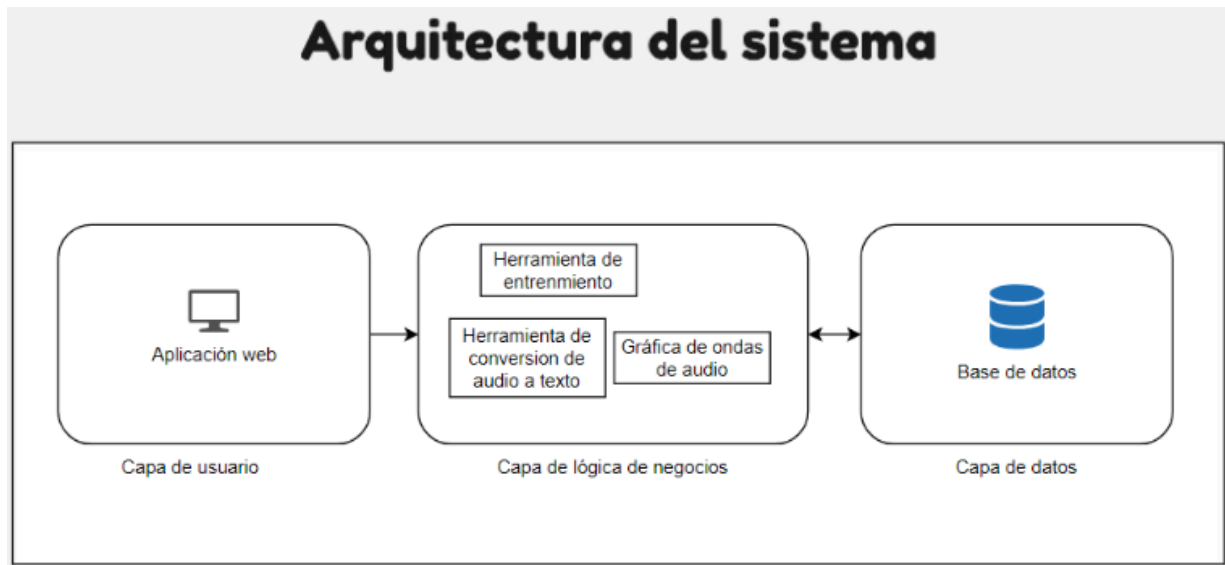 Arquitectura del sistema
Aplicación web
Capa de usuario
Herramienta de
entrenmiento
Herramienta de
conversion de
audio a texto
Gráfica de ondas
de audio
Capa de lógica de negocios
Base de datos
Capa de datos